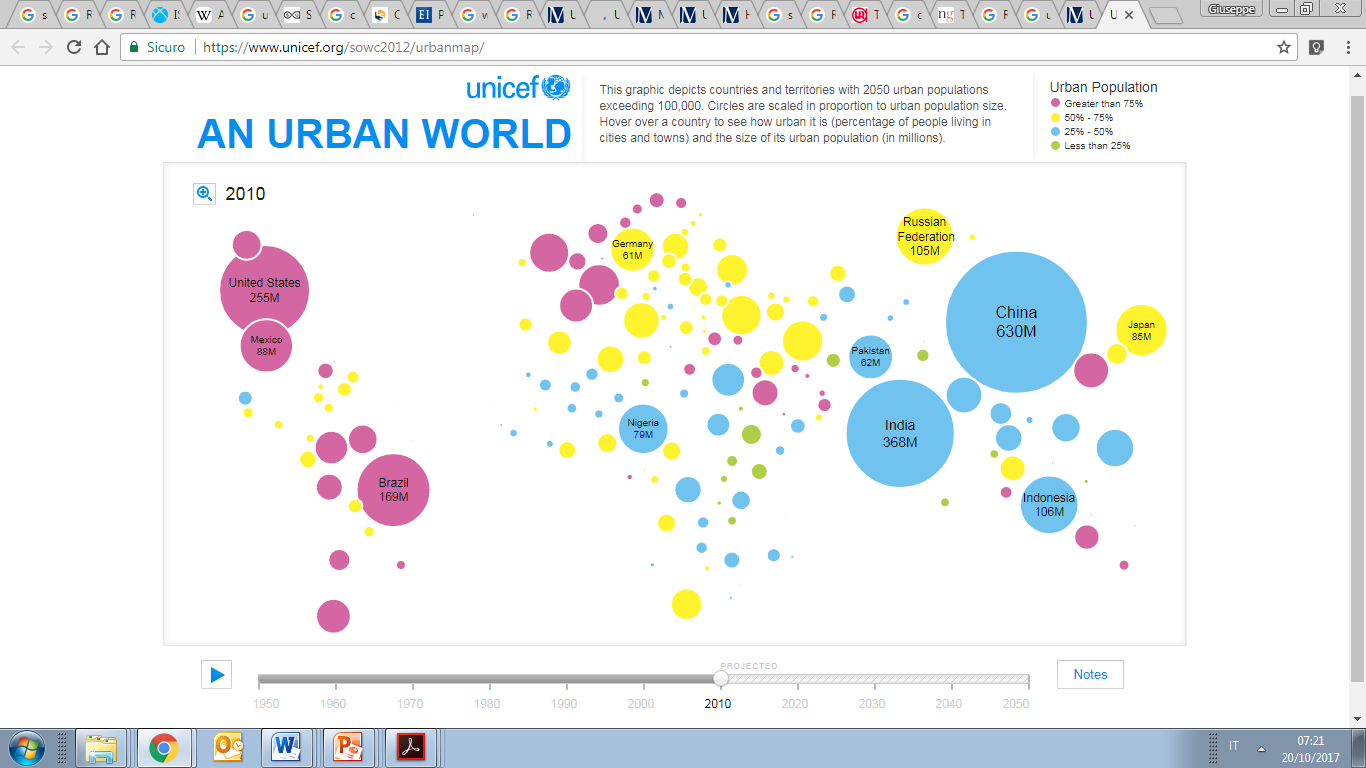 Giuseppe
Sicuro
https://www.unicef.org/sowc2012/urbanmap/
unicef
AN URBAN WORLD
This graphic depicts countries and territories with 2050 urban populations
exceeding 100,000. Circles are scaled in proportion to urban population size.
Hover over a country to see how urban it is (percentage of people living in
cities and towns) and the size of its urban population (in millions).
Urban Population
Greater than 75%
50% - 75%
25% - 50%
Less than 25%
2010
United States
255M
Mexico
88M
Brazil
169M
Germany
61M
Nigeria
79M
Russian
Federation
105M
China
630M
Japan
85M
Pakistan
62M
India
368M
Indonesia
106M
PROJECTED
1950 1960 1970 1980 1990 2000 2010 2020 2030 2040 2050
Notes
IT
07:21
20/10/2017